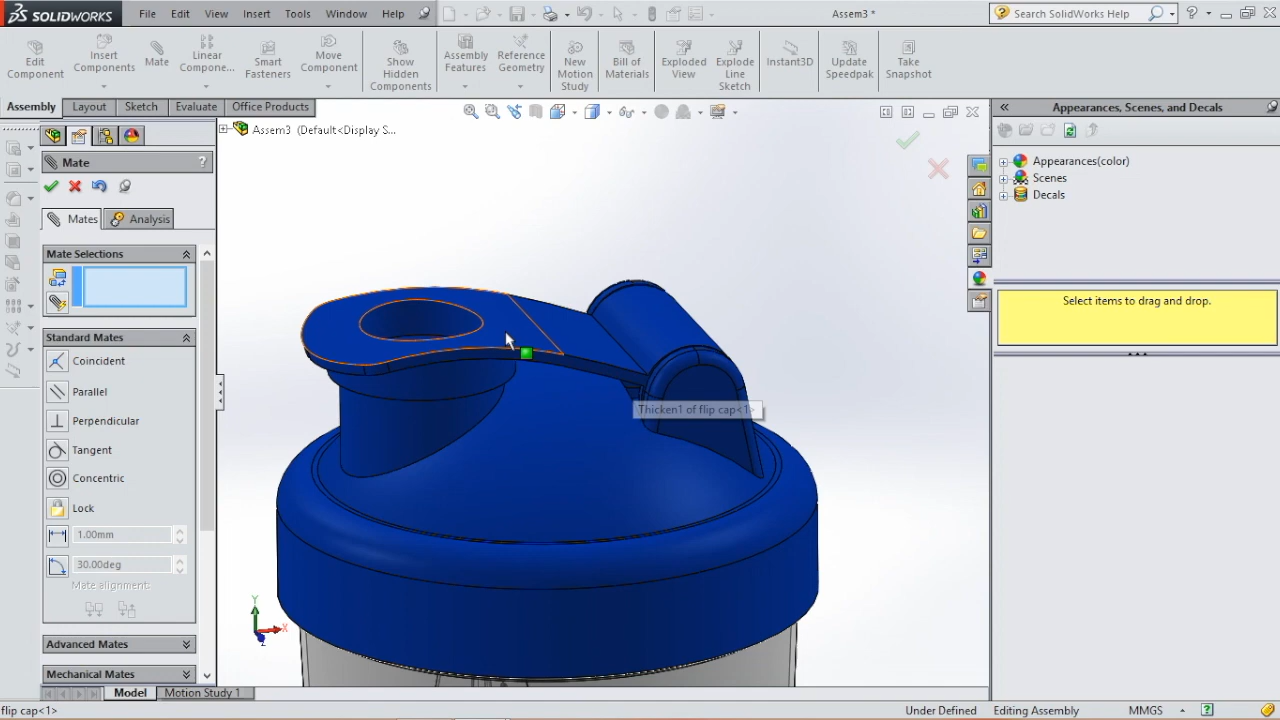 SOLIDWORKS File Edit View Insert Tools Window Help Assem3 * Search SolidWorks Help
Edit Component
Insert Components
Mate
Linear Compone...
Smart Fasteners
Move Component
Show Hidden Components
Assembly Features
Reference Geometry
New Motion Study
Bill of Materials
Exploded View
Explode Line Sketch
Instant3D
Update Speedpak
Take Snapshot
Assembly Layout Sketch Evaluate Office Products
Appearances, Scenes, and Decals
Assem3 (Default<Display S...
Mate ?
Mates Analysis
Mate Selections
Standard Mates
Coincident
Parallel
Perpendicular
Tangent
Concentric
Lock
1.00mm
30.00deg
Mate alignment:
Advanced Mates
Mechanical Mates
Thicken1 of flip cap<1>
Y
X
Z
Appearances(color)
Scenes
Decals
Select items to drag and drop.
Model Motion Study 1
flip cap<1> Under Defined Editing Assembly MMGS